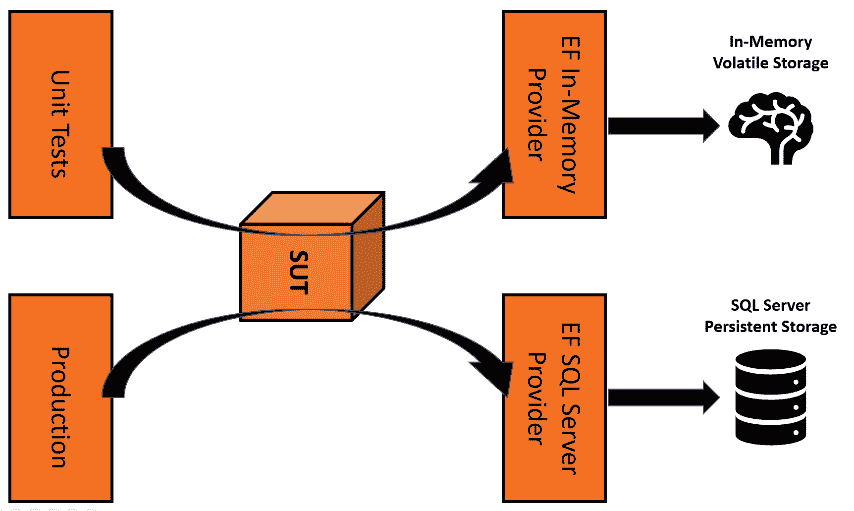 Unit Tests
EF In-Memory
Provider
In-Memory
Volatile Storage
SUT
Production
EF SQL Server
Provider
SQL Server
Persistent Storage